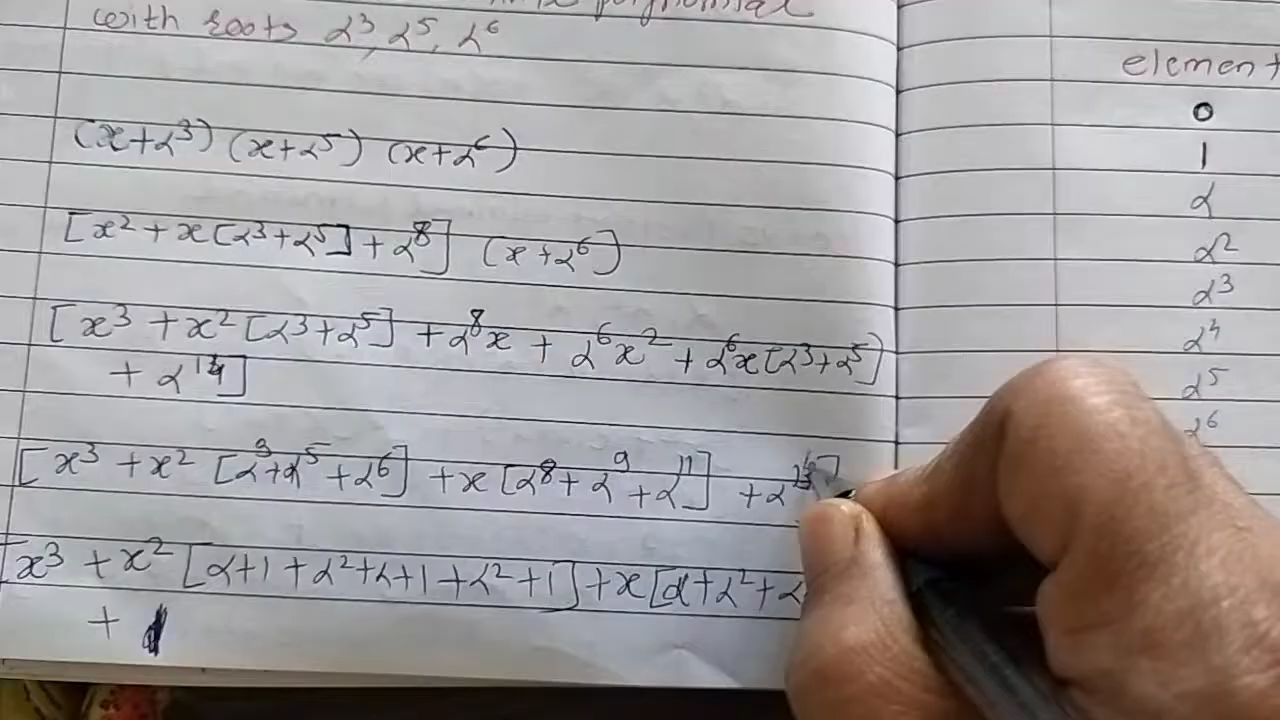 polynomial
with roots α³, α⁵, α⁶
(x+α³) (x+α⁵) (x+α⁶)
[x² + x[α³+α⁵] + α⁸] (x+α⁶)
[x³ + x² [α³+α⁵] + α⁸x + α⁶x² + α⁶x[α³+α⁵]
+ α¹⁴]
[x³ + x² [α³+α⁵+α⁶] + x[α⁸+α⁹+α¹¹] + α
x³ + x² [α+1+α²+α+1+α²+1] + x[α+α²+α
+
element
0
1
α
α²
α³
α⁴
α⁵
α⁶